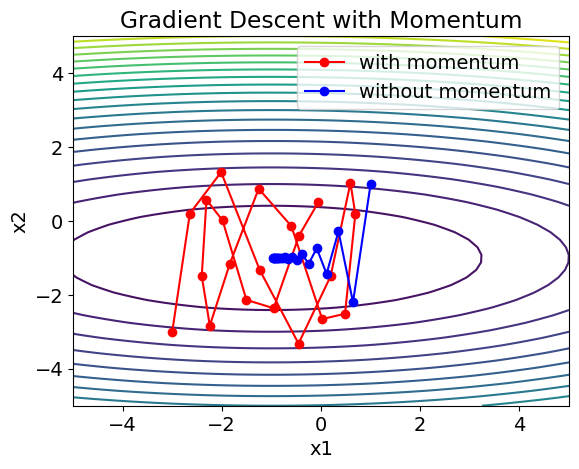 Gradient Descent with Momentum
with momentum
without momentum
4
2
0
−2
−4
x2
−4 −2 0 2 4
x1